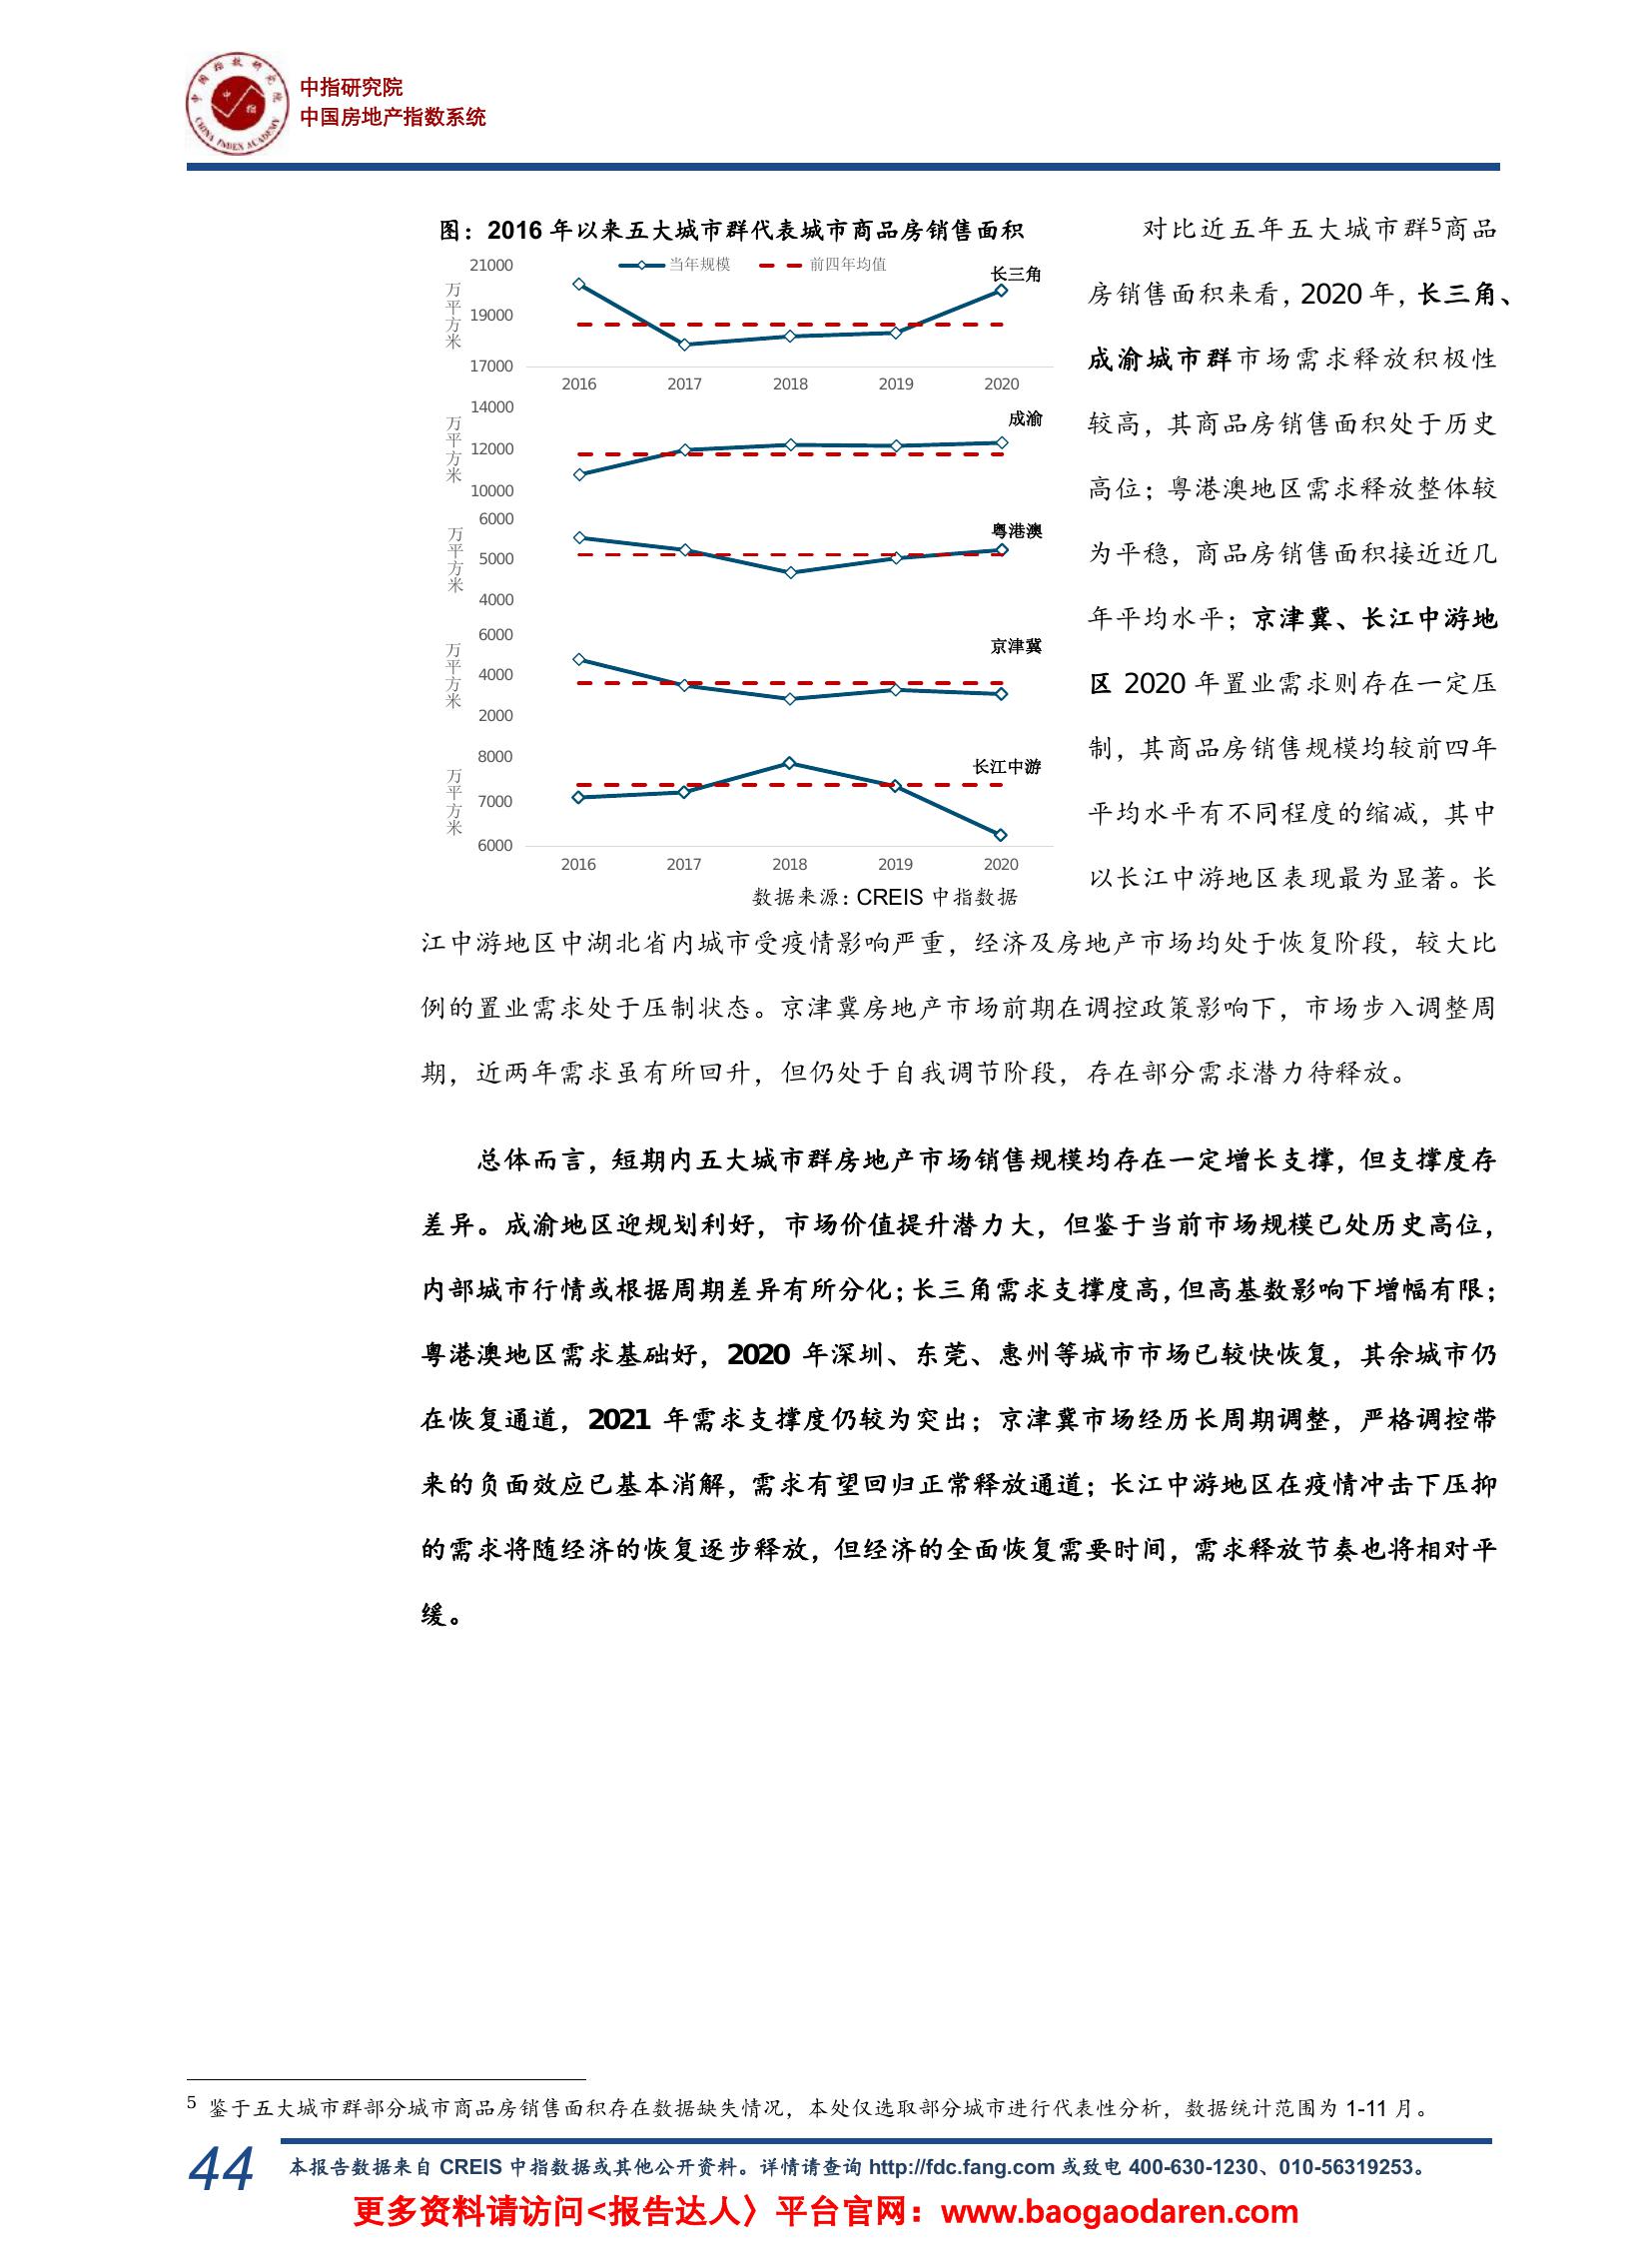 中指研究院
中国房地产指数系统
图：2016 年以来五大城市群代表城市商品房销售面积
当年规模 前四年均值
长三角
万平方米
21000
19000
17000
2016 2017 2018 2019 2020
成渝
万平方米
14000
12000
10000
粤港澳
万平方米
6000
5000
4000
京津冀
万平方米
6000
4000
2000
长江中游
万平方米
8000
7000
6000
2016 2017 2018 2019 2020
数据来源：CREIS 中指数据
对比近五年五大城市群5商品
房销售面积来看，2020 年，长三角、
成渝城市群市场需求释放积极性
较高，其商品房销售面积处于历史
高位；粤港澳地区需求释放整体较
为平稳，商品房销售面积接近近几
年平均水平；京津冀、长江中游地
区 2020 年置业需求则存在一定压
制，其商品房销售规模均较前四年
平均水平有不同程度的缩减，其中
以长江中游地区表现最为显著。长
江中游地区中湖北省内城市受疫情影响严重，经济及房地产市场均处于恢复阶段，较大比
例的置业需求处于压制状态。京津冀房地产市场前期在调控政策影响下，市场步入调整周
期，近两年需求虽有所回升，但仍处于自我调节阶段，存在部分需求潜力待释放。
总体而言，短期内五大城市群房地产市场销售规模均存在一定增长支撑，但支撑度存
差异。成渝地区迎规划利好，市场价值提升潜力大，但鉴于当前市场规模已处历史高位，
内部城市行情或根据周期差异有所分化；长三角需求支撑度高，但高基数影响下增幅有限；
粤港澳地区需求基础好，2020 年深圳、东莞、惠州等城市市场已较快恢复，其余城市仍
在恢复通道，2021 年需求支撑度仍较为突出；京津冀市场经历长周期调整，严格调控带
来的负面效应已基本消解，需求有望回归正常释放通道；长江中游地区在疫情冲击下压抑
的需求将随经济的恢复逐步释放，但经济的全面恢复需要时间，需求释放节奏也将相对平
缓。
5 鉴于五大城市群部分城市商品房销售面积存在数据缺失情况，本处仅选取部分城市进行代表性分析，数据统计范围为 1-11 月。
44 本报告数据来自 CREIS 中指数据或其他公开资料。详情请查询 http://fdc.fang.com 或致电 400-630-1230、010-56319253。
更多资料请访问<报告达人〉平台官网：www.baogaodaren.com